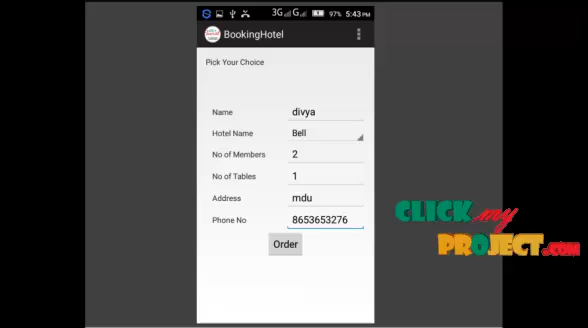 3G G 97% 5:43 PM
BookingHotel
Pick Your Choice
Name divya
Hotel Name Bell
No of Members 2
No of Tables 1
Address mdu
Phone No 8653653276
Order
CLICK my
PROJECT.com